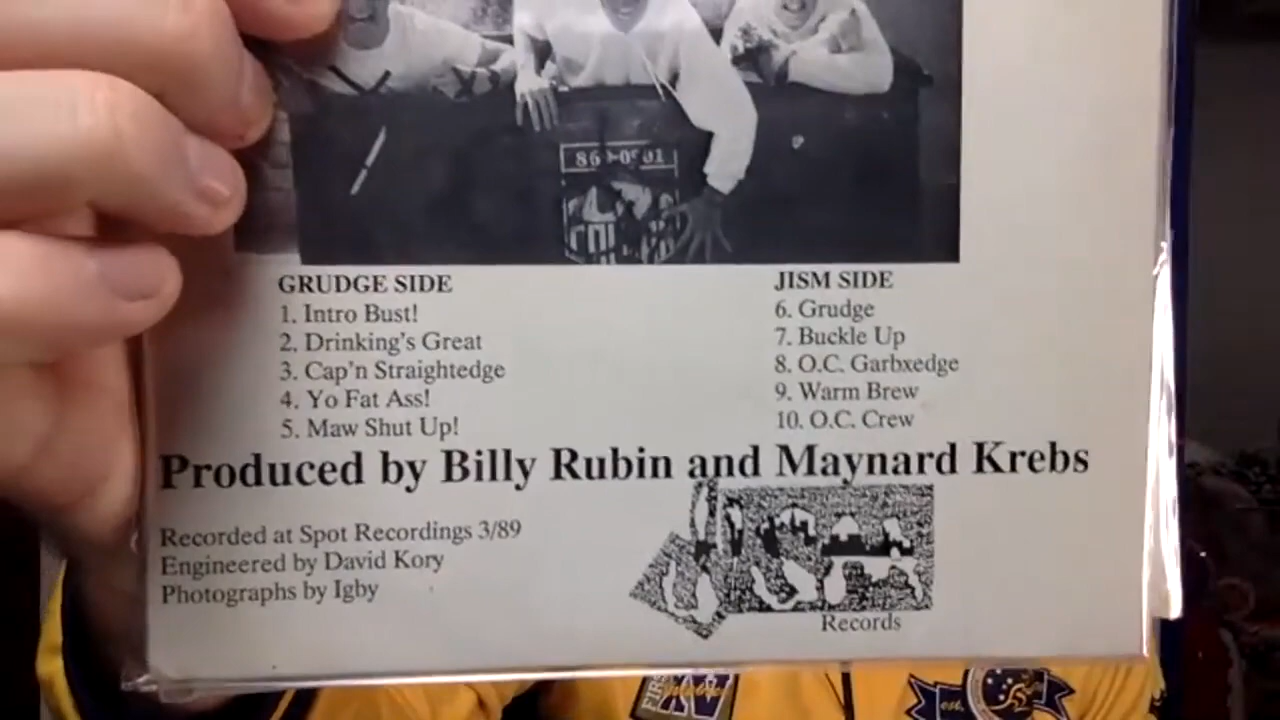 GRUDGE SIDE
1. Intro Bust!
2. Drinking's Great
3. Cap'n Straightedge
4. Yo Fat Ass!
5. Maw Shut Up!
JISM SIDE
6. Grudge
7. Buckle Up
8. O.C. Garbxedge
9. Warm Brew
10. O.C. Crew
Produced by Billy Rubin and Maynard Krebs
Recorded at Spot Recordings 3/89
Engineered by David Kory
Photographs by Igby
Records
est.